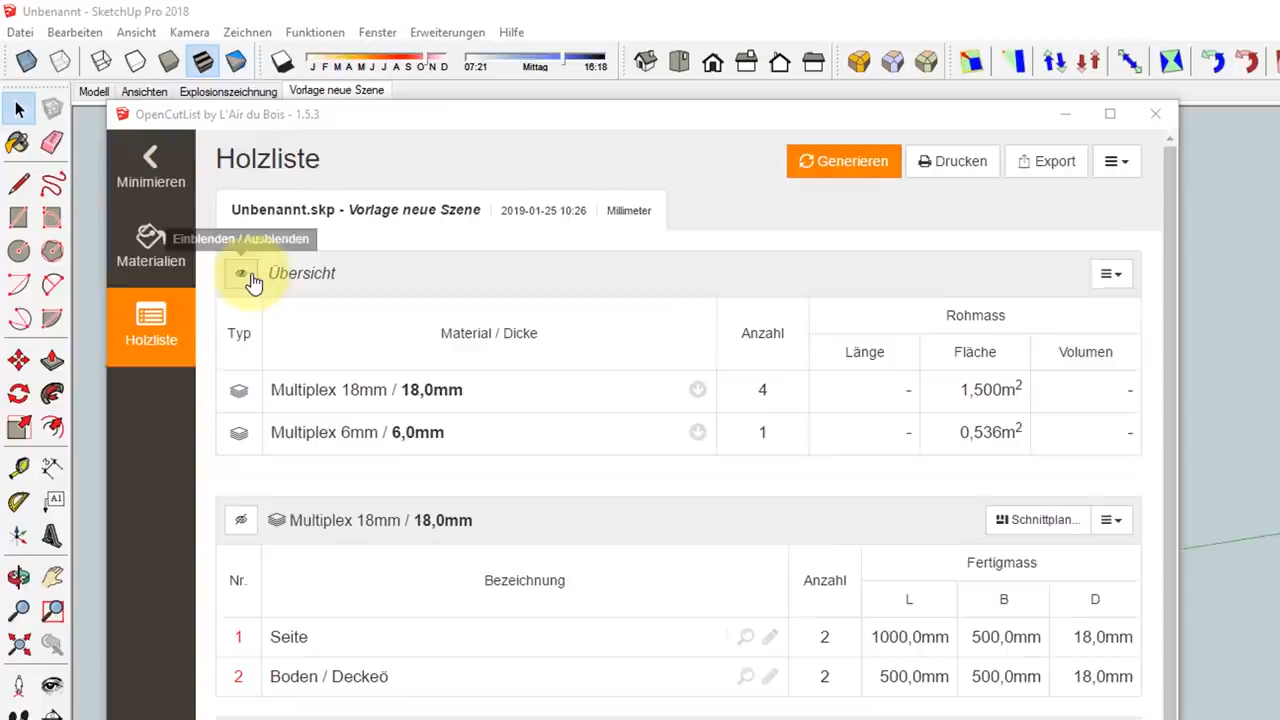 Unbenannt - SketchUp Pro 2018
Datei Bearbeiten Ansicht Kamera Zeichnen Funktionen Fenster Erweiterungen Hilfe
J F M A M J J A S O N D 07:21 Mittag 16:18
Modell Ansichten Explosionszeichnung Vorlage neue Szene
OpenCutList by L'Air du Bois - 1.5.3
Minimieren
Materialien
Holzliste
Holzliste
Generieren Drucken Export
Unbenannt.skp - Vorlage neue Szene 2019-01-25 10:26 Millimeter
Einblenden / Ausblenden
Übersicht
Typ Material / Dicke Anzahl Rohmass
Länge Fläche Volumen
Multiplex 18mm / 18,0mm 4 - 1,500m² -
Multiplex 6mm / 6,0mm 1 - 0,536m² -
Multiplex 18mm / 18,0mm Schnittplan...
Nr. Bezeichnung Anzahl Fertigmass
L B D
1 Seite 2 1000,0mm 500,0mm 18,0mm
2 Boden / Deckeö 2 500,0mm 500,0mm 18,0mm
A1